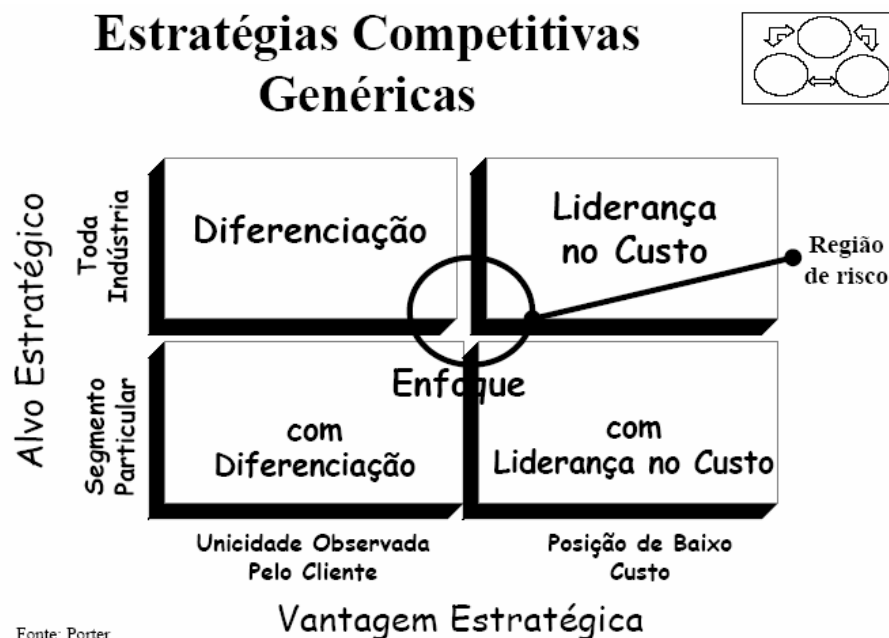 Estratégias Competitivas
Genéricas
Alvo Estratégico
Toda
Indústria
Diferenciação
Liderança
no Custo
Região
de risco
Segmento
Particular
Enfoque
com
Diferenciação
com
Liderança no Custo
Unicidade Observada
Pelo Cliente
Posição de Baixo
Custo
Vantagem Estratégica
Fonte: Porter